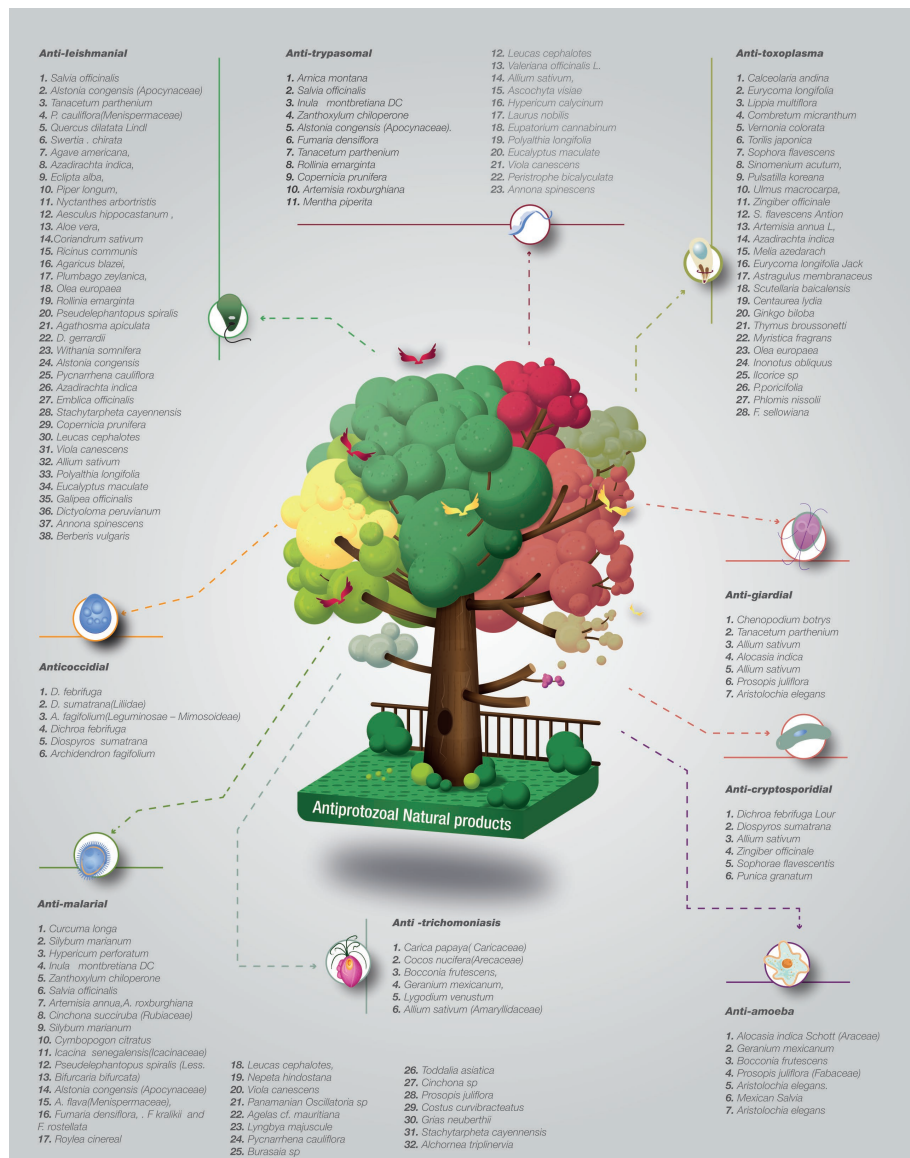 Anti-leishmanial
1. Salvia officinalis
2. Alstonia congensis (Apocynaceae)
3. Tanacetum parthenium
4. P. cauliflora(Menispermaceae)
5. Quercus dilatata Lindl
6. Swertia . chirata
7. Agave americana,
8. Azadirachta indica,
9. Eclipta alba,
10. Piper longum,
11. Nyctanthes arbortristis
12. Aesculus hippocastanum ,
13. Aloe vera,
14.Coriandrum sativum
15. Ricinus communis
16. Agaricus blazei,
17. Plumbago zeylanica,
18. Olea europaea
19. Rollinia emarginta
20. Pseudelephantopus spiralis
21. Agathosma apiculata
22. D. gerrardii
23. Withania somnifera
24. Alstonia congensis
25. Pycnarrhena cauliflora
26. Azadirachta indica
27. Emblica officinalis
28. Stachytarpheta cayennensis
29. Copernicia prunifera
30. Leucas cephalotes
31. Viola canescens
32. Allium sativum
33. Polyalthia longifolia
34. Eucalyptus maculate
35. Galipea officinalis
36. Dictyoloma peruvianum
37. Annona spinescens
38. Berberis vulgaris
Anti-trypasomal
1. Arnica montana
2. Salvia officinalis
3. Inula montbretiana DC
4. Zanthoxylum chiloperone
5. Alstonia congensis (Apocynaceae).
6. Fumaria densiflora
7. Tanacetum parthenium
8. Rollinia emarginta
9. Copernicia prunifera
10. Artemisia roxburghiana
11. Mentha piperita
12. Leucas cephalotes
13. Valeriana officinalis L.
14. Allium sativum,
15. Ascochyta visiae
16. Hypericum calycinum
17. Laurus nobilis
18. Eupatorium cannabinum
19. Polyalthia longifolia
20. Eucalyptus maculate
21. Viola canescens
22. Peristrophe bicalyculata
23. Annona spinescens
Anti-toxoplasma
1. Calceolaria andina
2. Eurycoma longifolia
3. Lippia multiflora
4. Combretum micranthum
5. Vernonia colorata
6. Torilis japonica
7. Sophora flavescens
8. Sinomenium acutum,
9. Pulsatilla koreana
10. Ulmus macrocarpa,
11. Zingiber officinale
12. S. flavescens Antion
13. Artemisia annua L,
14. Azadirachta indica
15. Melia azedarach
16. Eurycoma longifolia Jack
17. Astragulus membranaceus
18. Scutellaria baicalensis
19. Centaurea lydia
20. Ginkgo biloba
21. Thymus broussonetti
22. Myristica fragrans
23. Olea europaea
24. Inonotus obliquus
25. Ilcorice sp
26. P.poricifolia
27. Phlomis nissolii
28. F. sellowiana
Anti-giardial
1. Chenopodium botrys
2. Tanacetum parthenium
3. Allium sativum
4. Alocasia indica
5. Allium sativum
6. Prosopis juliflora
7. Aristolochia elegans
Anticoccidial
1. D. febrifuga
2. D. sumatrana(Liliidae)
3. A. fagifolium(Leguminosae – Mimosoideae)
4. Dichroa febrifuga
5. Diospyros sumatrana
6. Archidendron fagifolium
Antiprotozoal Natural products
Anti-cryptosporidial
1. Dichroa febrifuga Lour
2. Diospyros sumatrana
3. Allium sativum
4. Zingiber officinale
5. Sophorae flavescentis
6. Punica granatum
Anti-malarial
1. Curcuma longa
2. Silybum marianum
3. Hypericum perforatum
4. Inula montbretiana DC
5. Zanthoxylum chiloperone
6. Salvia officinalis
7. Artemisia annua,A. roxburghiana
8. Cinchona succiruba (Rubiaceae)
9. Silybum marianum
10. Cymbopogon citratus
11. Icacina senegalensis(Icacinaceae)
12. Pseudelephantopus spiralis (Less.
13. Bifurcaria bifurcata)
14. Alstonia congensis (Apocynaceae)
15. A. flava(Menispermaceae),
16. Fumaria densiflora, . F kralikii and
F. rostellata
17. Roylea cinereal
18. Leucas cephalotes,
19. Nepeta hindostana
20. Viola canescens
21. Panamanian Oscillatoria sp
22. Agelas cf. mauritiana
23. Lyngbya majuscule
24. Pycnarrhena cauliflora
25. Burasaia sp
26. Toddalia asiatica
27. Cinchona sp
28. Prosopis juliflora
29. Costus curvibracteatus
30. Grias neuberthii
31. Stachytarpheta cayennensis
32. Alchornea triplinervia
Anti -trichomoniasis
1. Carica papaya( Caricaceae)
2. Cocos nucifera(Arecaceae)
3. Bocconia frutescens,
4. Geranium mexicanum,
5. Lygodium venustum
6. Allium sativum (Amaryllidaceae)
Anti-amoeba
1. Alocasia indica Schott (Araceae)
2. Geranium mexicanum
3. Bocconia frutescens
4. Prosopis juliflora (Fabaceae)
5. Aristolochia elegans.
6. Mexican Salvia
7. Aristolochia elegans